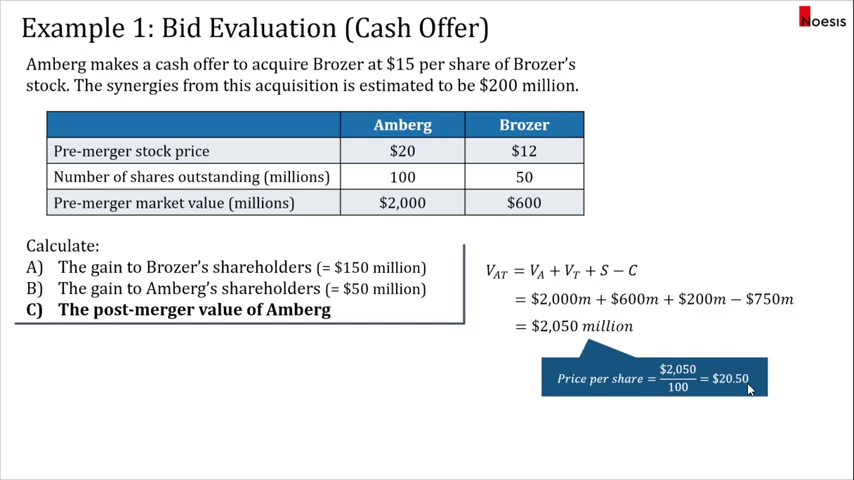 Example 1: Bid Evaluation (Cash Offer)
Noesis
Amberg makes a cash offer to acquire Brozer at $15 per share of Brozer's
stock. The synergies from this acquisition is estimated to be $200 million.
Amberg Brozer
Pre-merger stock price $20 $12
Number of shares outstanding (millions) 100 50
Pre-merger market value (millions) $2,000 $600
Calculate:
A) The gain to Brozer's shareholders (= $150 million)
B) The gain to Amberg's shareholders (= $50 million)
C) The post-merger value of Amberg
V_AT = V_A + V_T + S − C
= $2,000m + $600m + $200m − $750m
= $2,050 million
Price per share = $2,050/100 = $20.50